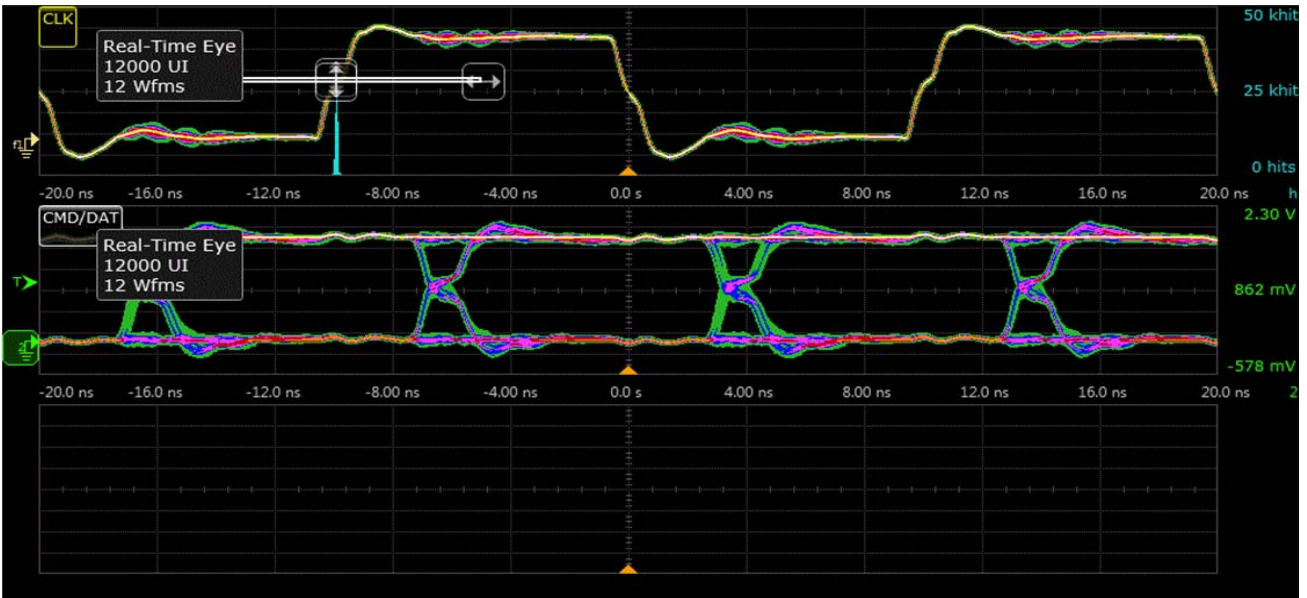 CLK
Real-Time Eye
12000 UI
12 Wfms
50 khit
25 khit
0 hits
f1
-20.0 ns -16.0 ns -12.0 ns -8.00 ns -4.00 ns 0.0 s 4.00 ns 8.00 ns 12.0 ns 16.0 ns 20.0 ns h
CMD/DAT
Real-Time Eye
12000 UI
12 Wfms
2.30 V
T
862 mV
2
-578 mV
-20.0 ns -16.0 ns -12.0 ns -8.00 ns -4.00 ns 0.0 s 4.00 ns 8.00 ns 12.0 ns 16.0 ns 20.0 ns 2